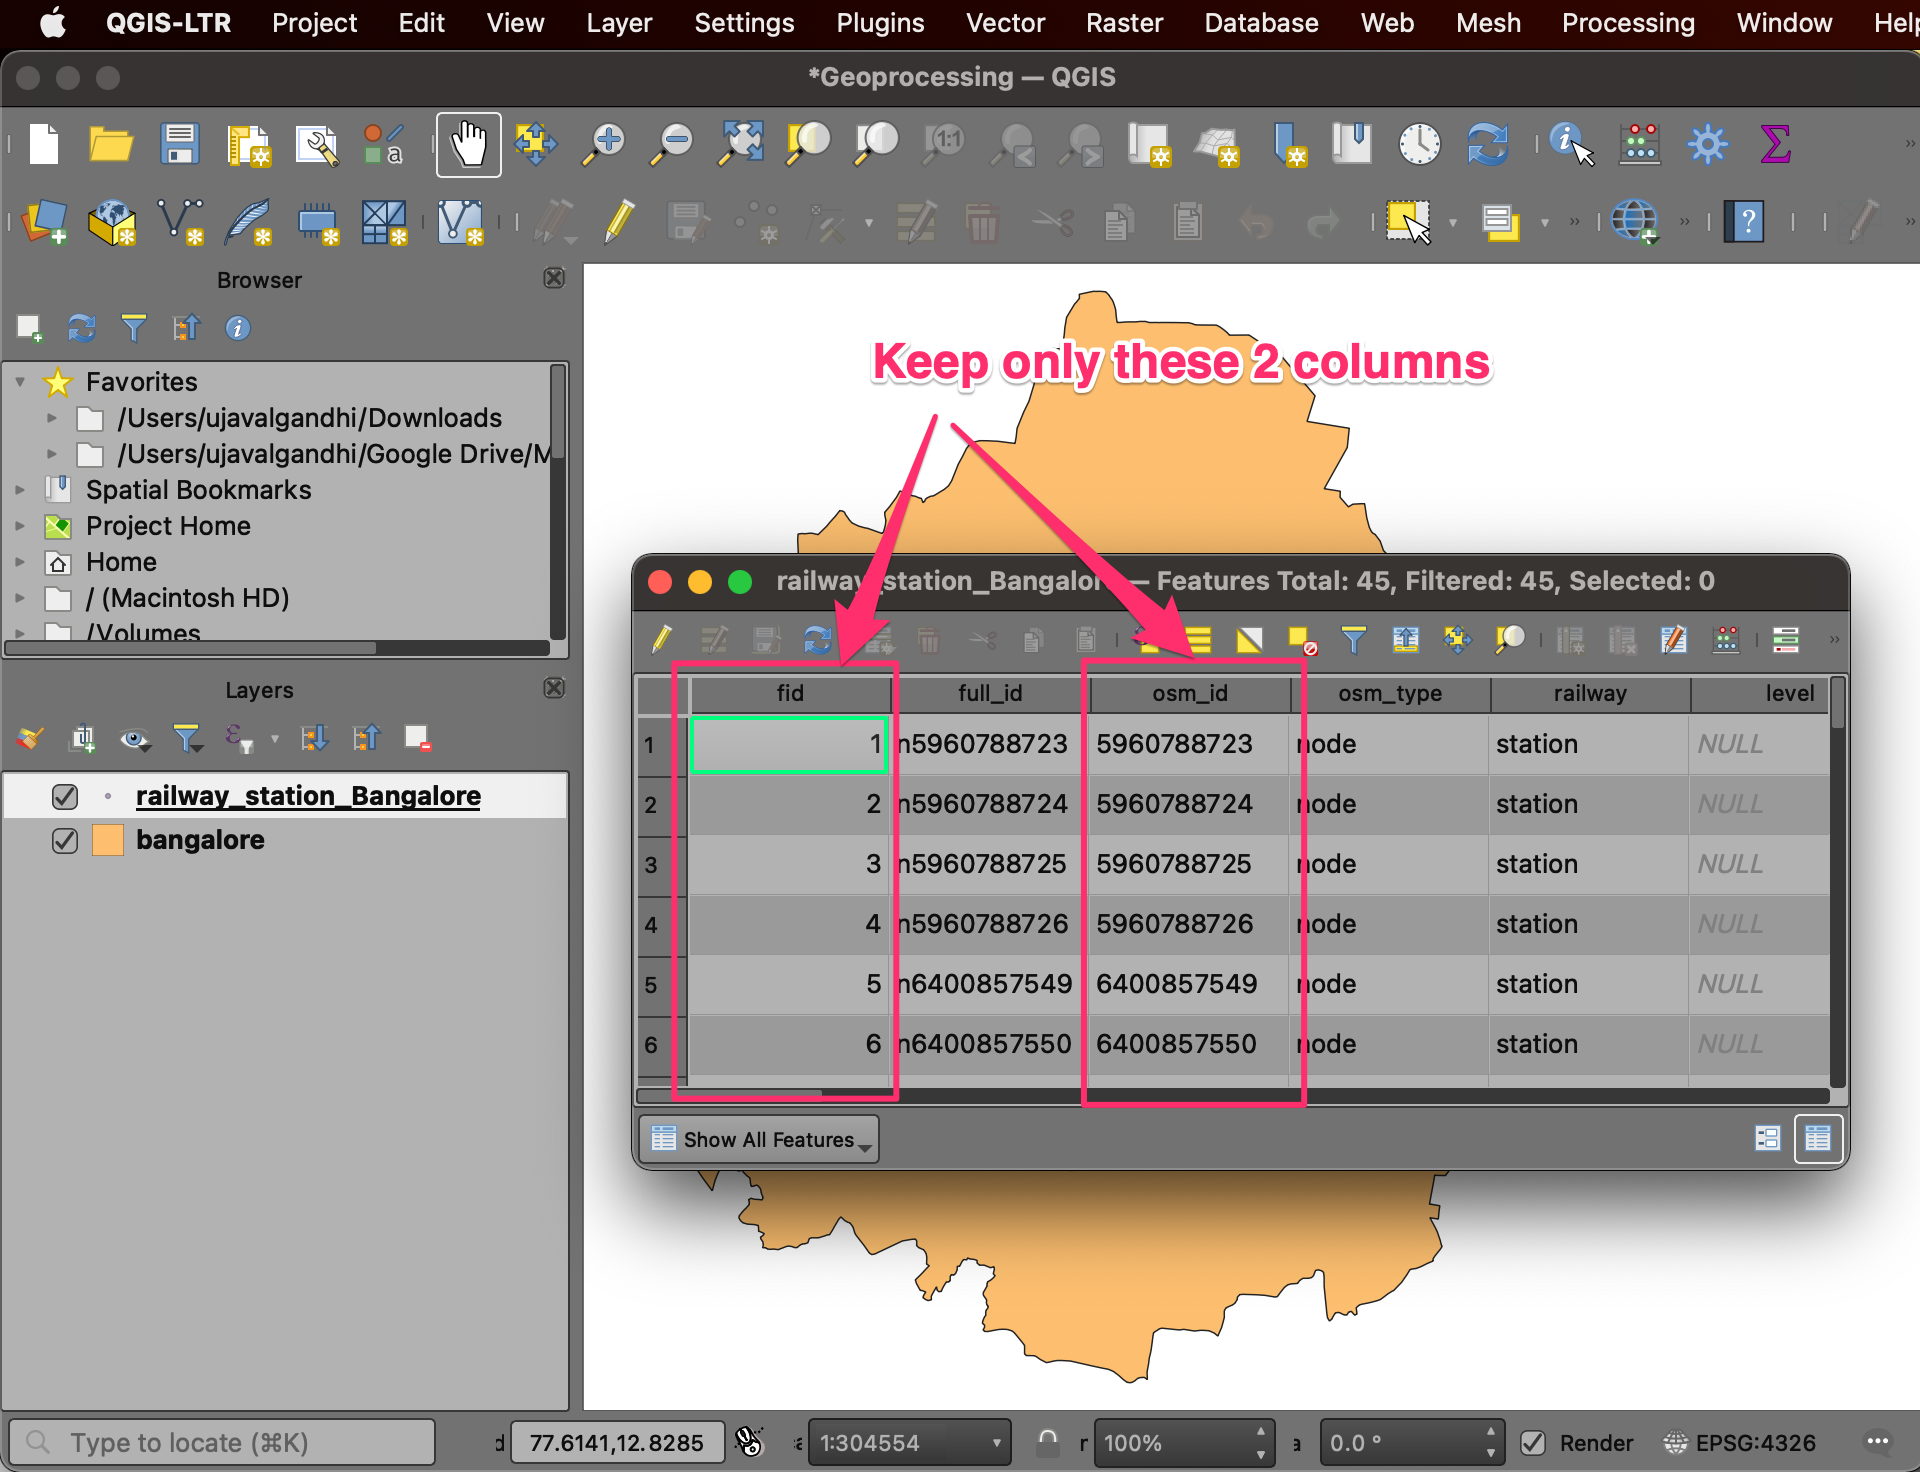 QGIS-LTR Project Edit View Layer Settings Plugins Vector Raster Database Web Mesh Processing Window Help
*Geoprocessing — QGIS
1:1
a
Browser
Favorites
/Users/ujavalgandhi/Downloads
/Users/ujavalgandhi/Google Drive/M
Spatial Bookmarks
Project Home
Home
/ (Macintosh HD)
/Volumes
Layers
railway_station_Bangalore
bangalore
Keep only these 2 columns
railway_station_Bangalore — Features Total: 45, Filtered: 45, Selected: 0
fid full_id osm_id osm_type railway level
1 1 n5960788723 5960788723 node station NULL
2 2 n5960788724 5960788724 node station NULL
3 3 n5960788725 5960788725 node station NULL
4 4 n5960788726 5960788726 node station NULL
5 5 n6400857549 6400857549 node station NULL
6 6 n6400857550 6400857550 node station NULL
Show All Features
Type to locate (⌘K) d 77.6141,12.8285 1:304554 r 100% a 0.0 ° Render EPSG:4326